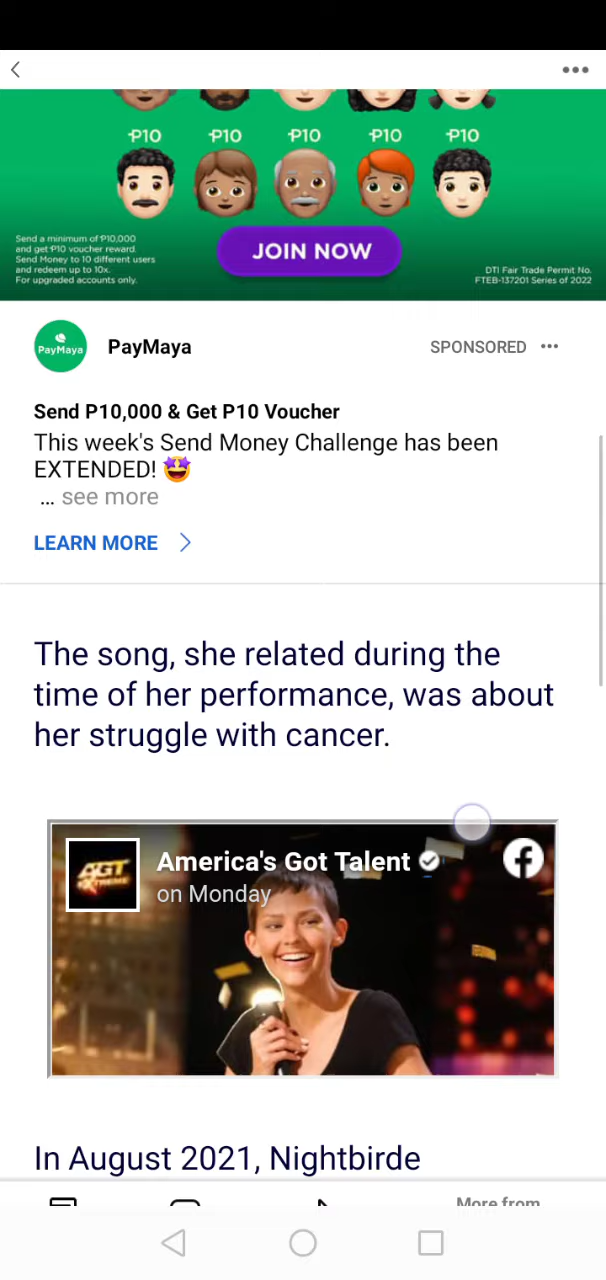 ₱10 ₱10 ₱10 ₱10 ₱10
Send a minimum of ₱10,000
and get ₱10 voucher reward.
Send Money to 10 different users
and redeem up to 10x.
For upgraded accounts only.
JOIN NOW
DTI Fair Trade Permit No.
FTEB-137201 Series of 2022
PayMaya
PayMaya
SPONSORED
Send P10,000 & Get P10 Voucher
This week's Send Money Challenge has been
EXTENDED! 🤩
... see more
LEARN MORE
The song, she related during the
time of her performance, was about
her struggle with cancer.
AGT
EXTREME
America's Got Talent
on Monday
In August 2021, Nightbirde
More from